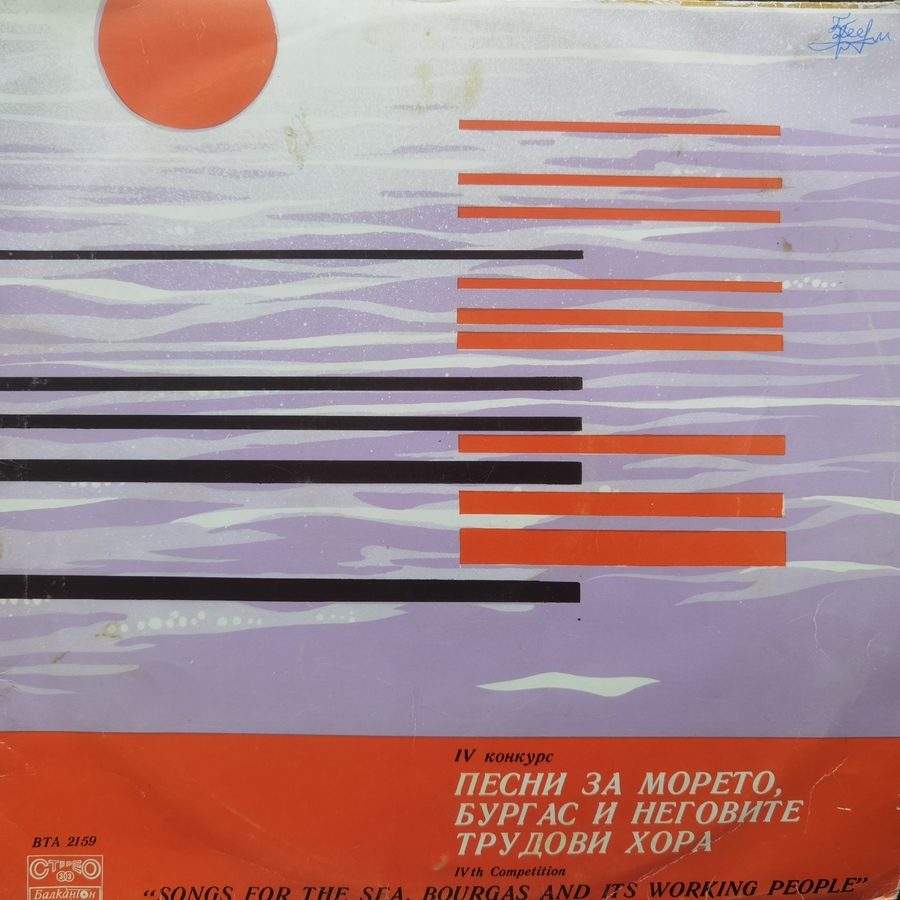 IV конкурс
ПЕСНИ ЗА МОРЕТО,
БУРГАС И НЕГОВИТЕ
ТРУДОВИ ХОРА
ВТА 2159
СТЕРЕО
303
Балкантон
IVth Competition
“SONGS FOR THE SEA, BOURGAS AND ITS WORKING PEOPLE”